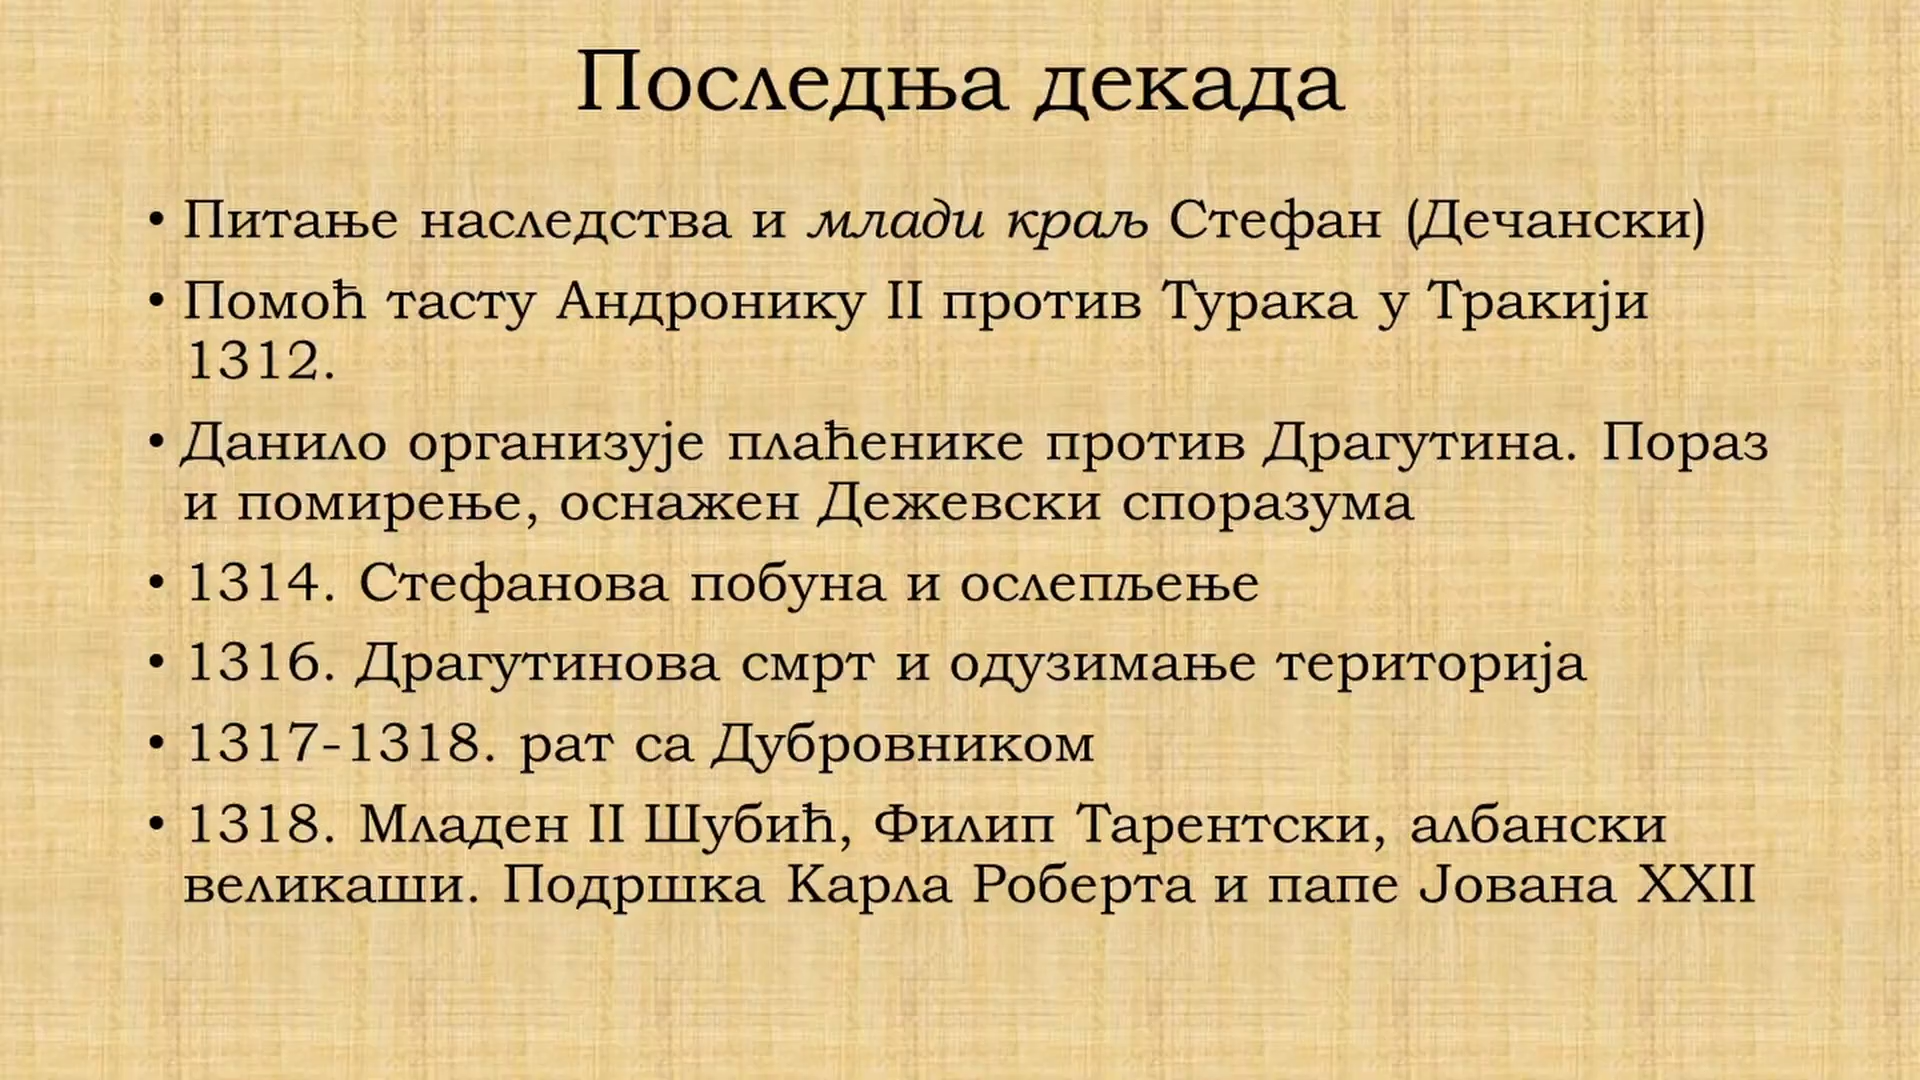 Последња декада
• Питање наследства и млади краљ Стефан (Дечански)
• Помоћ тасту Андронику II против Турака у Тракији
1312.
• Данило организује плаћенике против Драгутина. Пораз
и помирење, оснажен Дежевски споразума
• 1314. Стефанова побуна и ослепљење
• 1316. Драгутинова смрт и одузимање територија
• 1317-1318. рат са Дубровником
• 1318. Младен II Шубић, Филип Тарентски, албански
великаши. Подршка Карла Роберта и папе Јована XXII